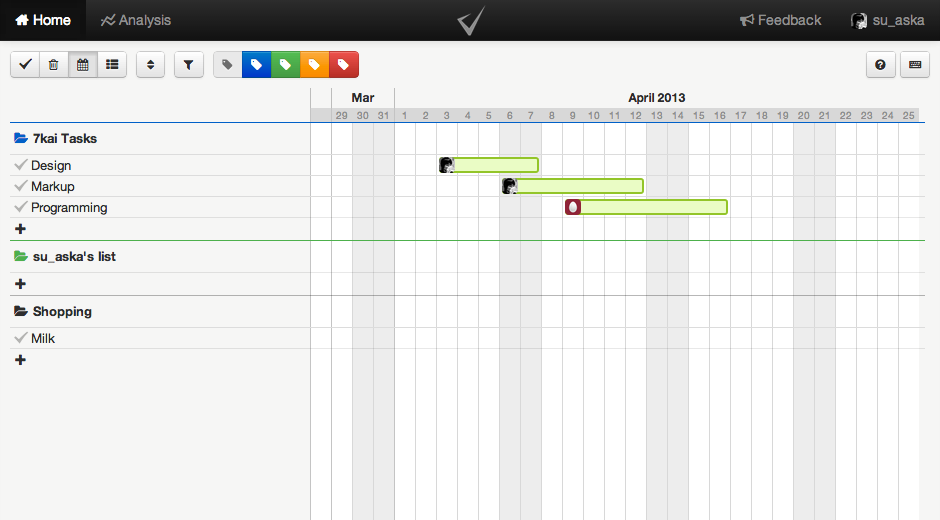 Home Analysis Feedback su_aska
Mar April 2013
29 30 31 1 2 3 4 5 6 7 8 9 10 11 12 13 14 15 16 17 18 19 20 21 22 23 24 25
7kai Tasks
Design
Markup
Programming
su_aska's list
Shopping
Milk